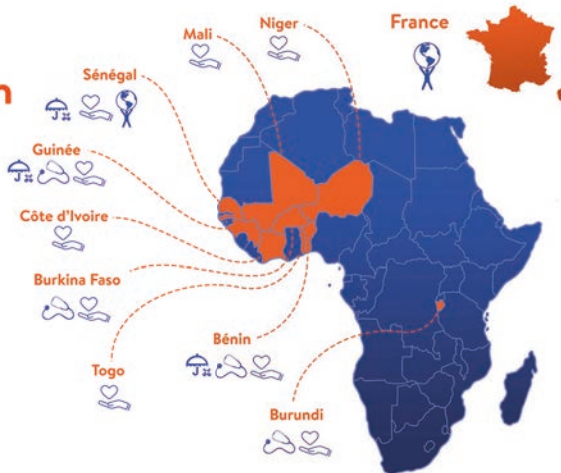 Mali
Niger
France
Sénégal
Guinée
Côte d'Ivoire
Burkina Faso
Togo
Bénin
Burundi